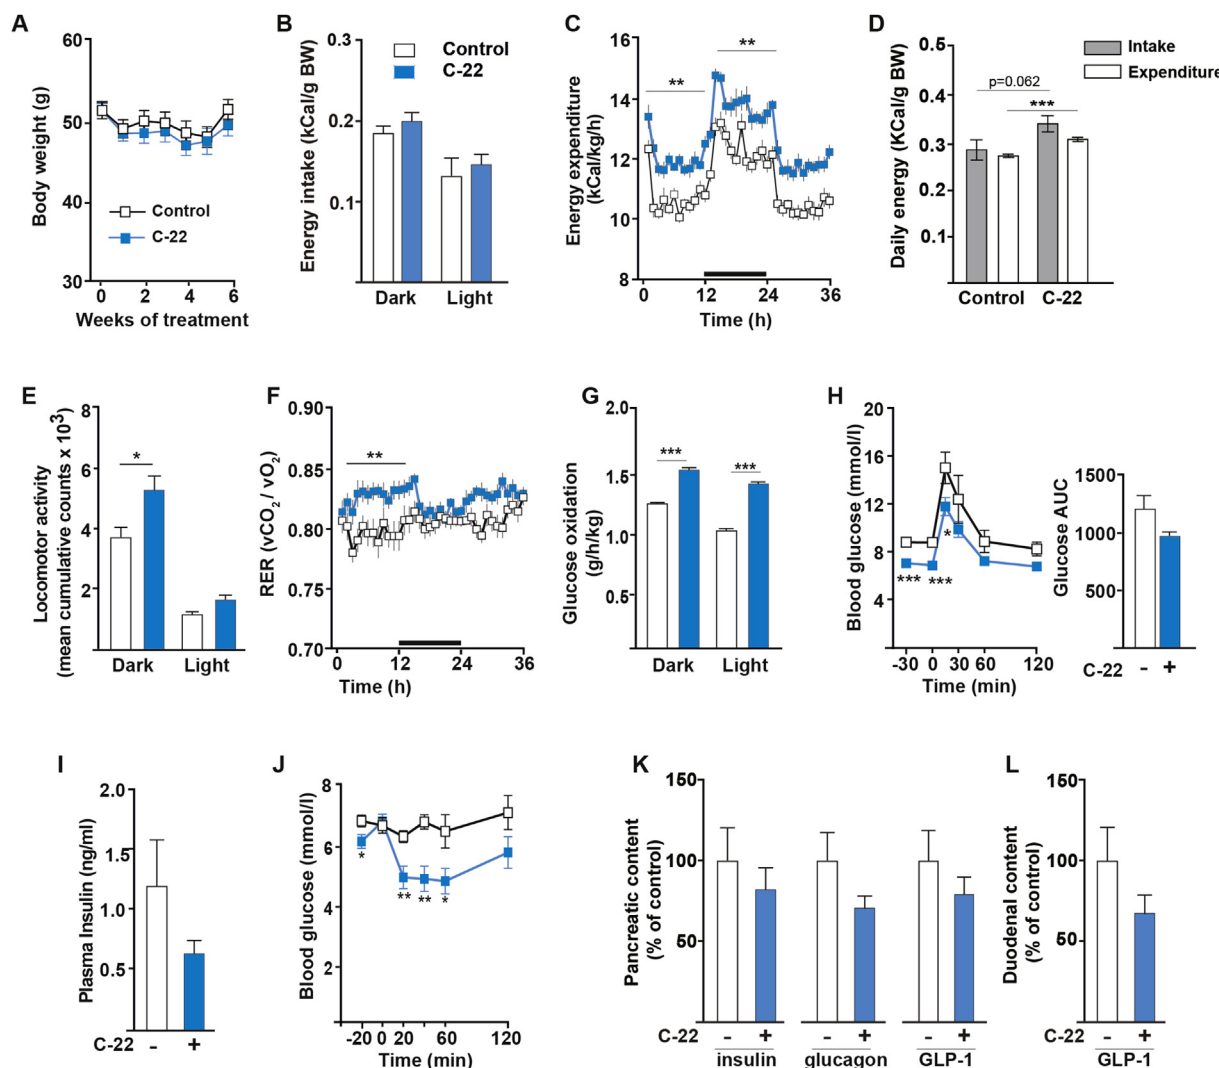 A
Body weight (g)
60
50
40
30
Control
C-22
0
2
4
6
Weeks of treatment
B
Energy intake (kCal/g BW)
0.3
0.2
0.1
Control
C-22
Dark
Light
C
Energy expenditure
(kCal/kg/h)
16
14
12
10
8
**
**
0
12
24
36
Time (h)
D
Daily energy (KCal/g BW)
0.5
0.4
0.3
0.2
0.1
Intake
Expenditure
p=0.062
***
Control
C-22
E
Locomotor activity
(mean cumulative counts x 10³)
8
6
4
2
*
Dark
Light
F
RER (vCO₂ / vO₂)
0.90
0.85
0.80
0.75
0.70
**
0
12
24
36
Time (h)
G
Glucose oxidation
(g/h/kg)
2.0
1.5
1.0
0.5
***
***
Dark
Light
H
Blood glucose (mmol/l)
20
16
12
8
4
*
***
***
-30
0
30
60
120
Time (min)
Glucose AUC
1500
1000
500
C-22
-
+
I
Plasma Insulin (ng/ml)
2.0
1.5
1.0
0.5
C-22
-
+
J
Blood glucose (mmol/l)
8
6
4
2
*
**
**
*
-20
0
20
60
120
Time (min)
K
Pancreatic content
(% of control)
150
100
50
C-22
-
+
-
+
-
+
insulin
glucagon
GLP-1
L
Duodenal content
(% of control)
150
100
50
C-22
-
+
GLP-1